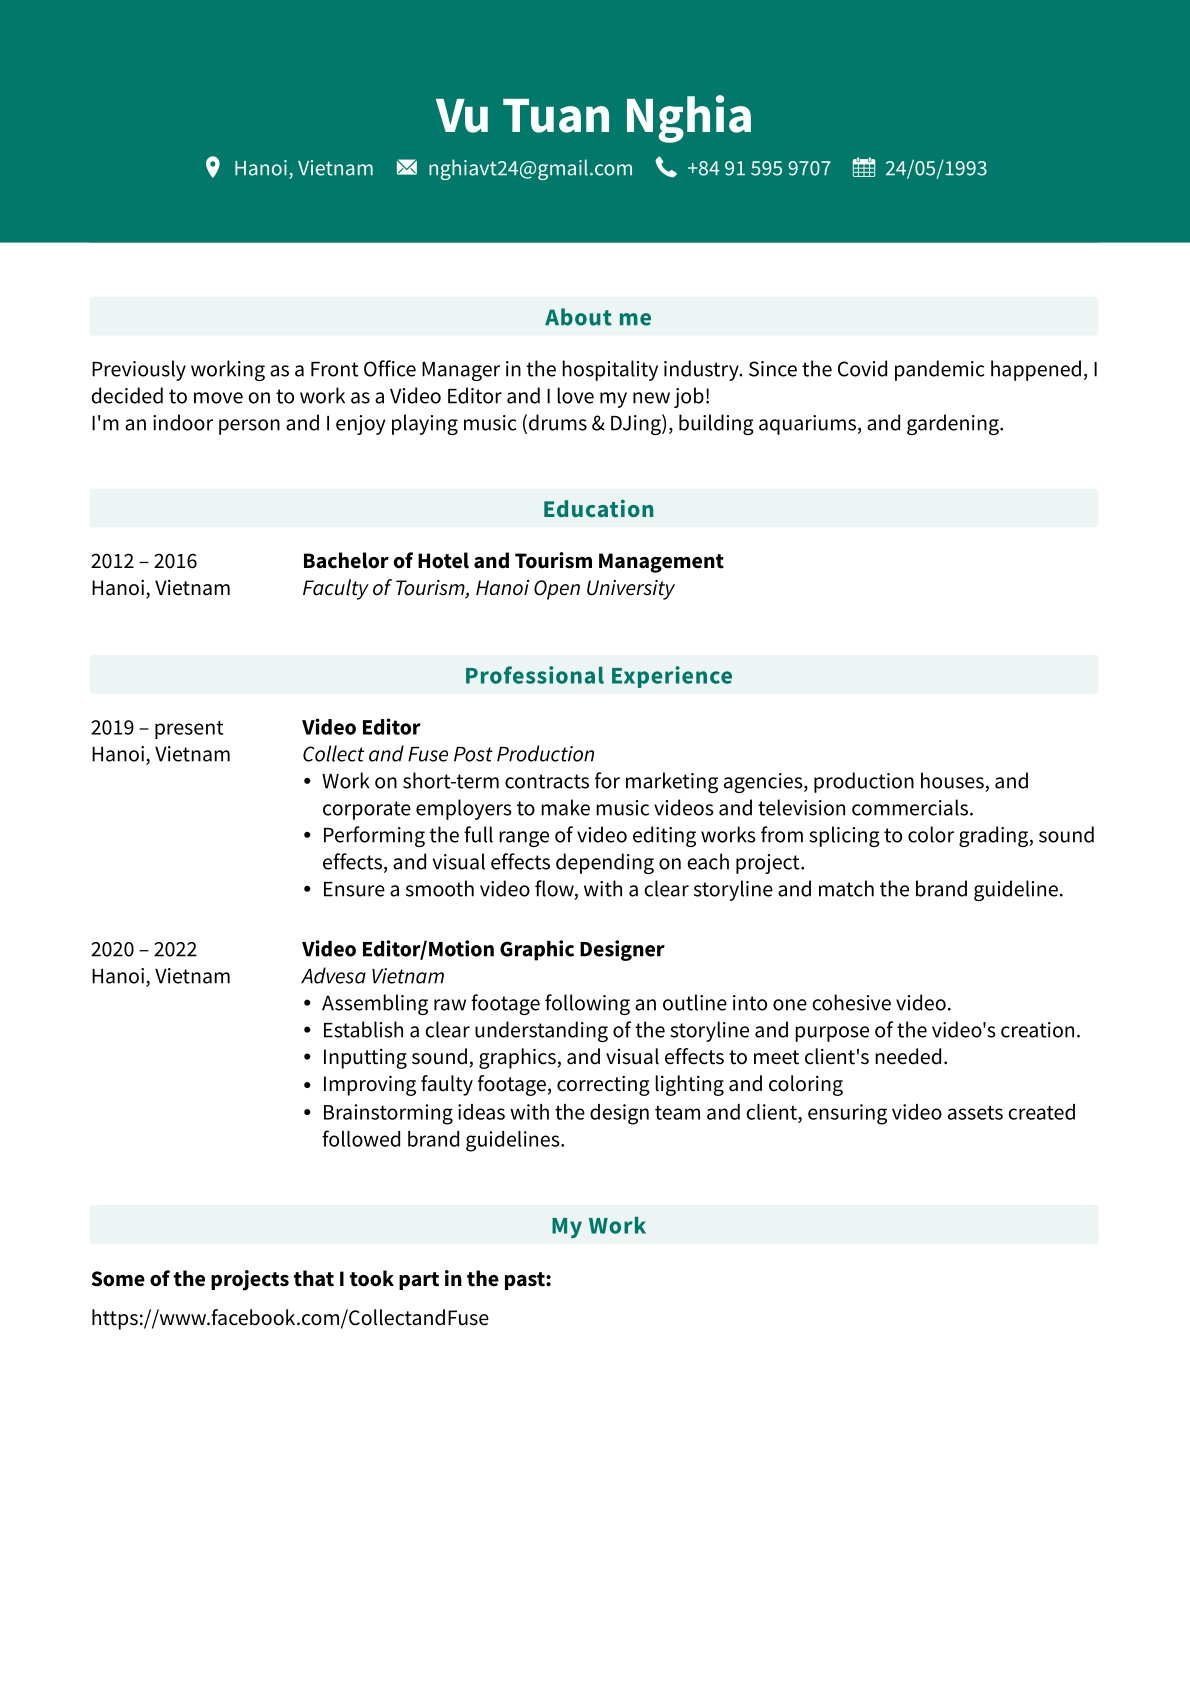 Vu Tuan Nghia
Hanoi, Vietnam nghiavt24@gmail.com +84 91 595 9707 24/05/1993
About me
Previously working as a Front Office Manager in the hospitality industry. Since the Covid pandemic happened, I
decided to move on to work as a Video Editor and I love my new job!
I'm an indoor person and I enjoy playing music (drums & DJing), building aquariums, and gardening.
Education
2012 – 2016 Bachelor of Hotel and Tourism Management
Hanoi, Vietnam Faculty of Tourism, Hanoi Open University
Professional Experience
2019 – present Video Editor
Hanoi, Vietnam Collect and Fuse Post Production
• Work on short-term contracts for marketing agencies, production houses, and
corporate employers to make music videos and television commercials.
• Performing the full range of video editing works from splicing to color grading, sound
effects, and visual effects depending on each project.
• Ensure a smooth video flow, with a clear storyline and match the brand guideline.
2020 – 2022 Video Editor/Motion Graphic Designer
Hanoi, Vietnam Advesa Vietnam
• Assembling raw footage following an outline into one cohesive video.
• Establish a clear understanding of the storyline and purpose of the video's creation.
• Inputting sound, graphics, and visual effects to meet client's needed.
• Improving faulty footage, correcting lighting and coloring
• Brainstorming ideas with the design team and client, ensuring video assets created
followed brand guidelines.
My Work
Some of the projects that I took part in the past:
https://www.facebook.com/CollectandFuse